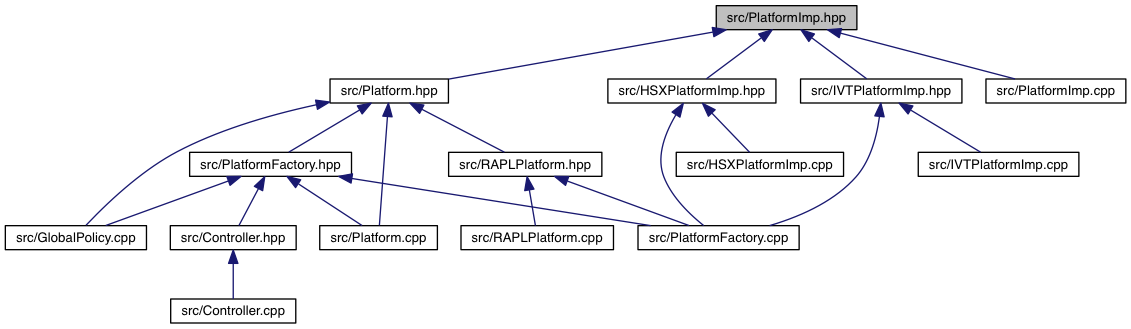 src/PlatformImp.hpp
src/Platform.hpp
src/HSXPlatformImp.hpp
src/IVTPlatformImp.hpp
src/PlatformImp.cpp
src/PlatformFactory.hpp
src/RAPLPlatform.hpp
src/HSXPlatformImp.cpp
src/IVTPlatformImp.cpp
src/GlobalPolicy.cpp
src/Controller.hpp
src/Platform.cpp
src/RAPLPlatform.cpp
src/PlatformFactory.cpp
src/Controller.cpp